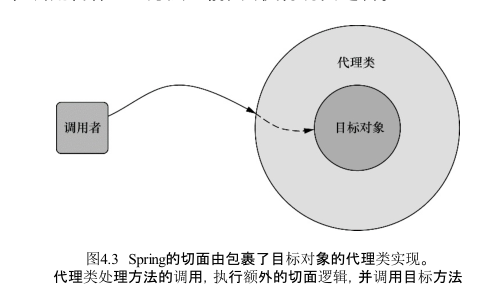 代理类
调用者
目标对象
图4.3 Spring的切面由包裹了目标对象的代理类实现。
代理类处理方法的调用, 执行额外的切面逻辑, 并调用目标方法